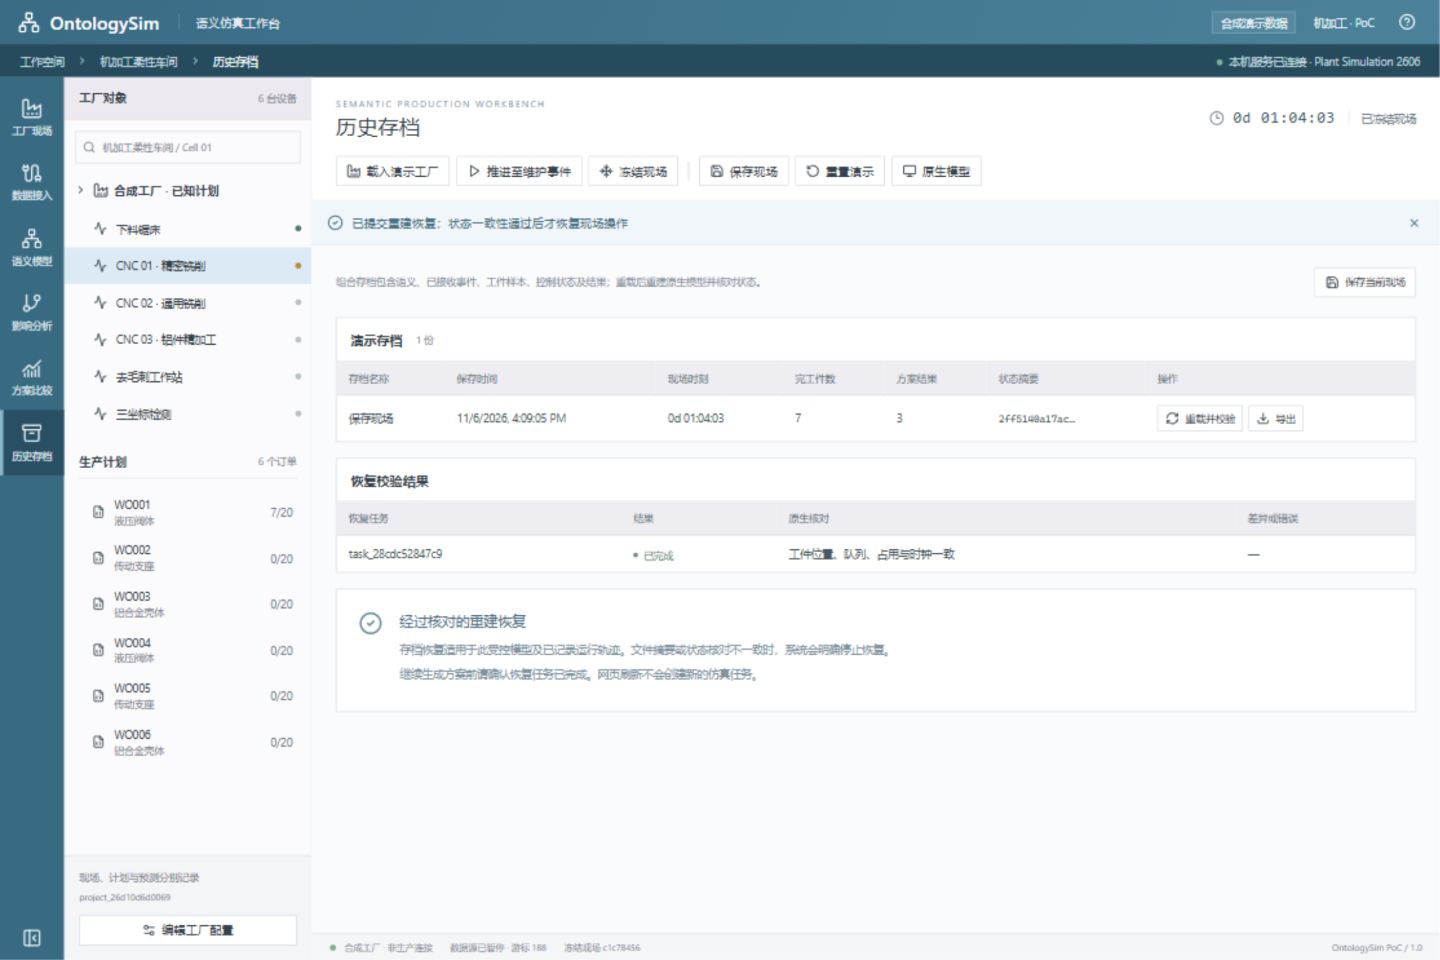 OntologySim 语义仿真工作台
合成演示数据 机加工 · PoC
工作空间 > 机加工柔性车间 > 历史存档
本机服务已连接 · Plant Simulation 2606
工厂现场
数据接入
语义模型
影响分析
方案比较
历史存档
工厂对象 6 台设备
机加工柔性车间 / Cell 01
合成工厂 · 已知计划
下料锯床
CNC 01 · 精密铣削
CNC 02 · 通用铣削
CNC 03 · 铝件精加工
去毛刺工作站
三坐标检测
生产计划 6 个订单
WO001
液压阀体
7/20
WO002
传动支座
0/20
WO003
铝合金壳体
0/20
WO004
液压阀体
0/20
WO005
传动支座
0/20
WO006
铝合金壳体
0/20
现场、计划与预测分别记录
project_26d10d6d0069
编辑工厂配置
SEMANTIC PRODUCTION WORKBENCH
历史存档
0d 01:04:03 已冻结现场
载入演示工厂 推进至维护事件 冻结现场 保存现场 重置演示 原生模型
已提交重建恢复；状态一致性通过后才恢复现场操作
组合存档包含语义、已接收事件、工件样本、控制状态及结果；重载后重建原生模型并核对状态。
保存当前现场
演示存档 1 份
存档名称 保存时间 现场时刻 完工件数 方案结果 状态摘要 操作
保存现场 11/6/2026, 4:09:05 PM 0d 01:04:03 7 3 2ff5148a17ac... 重载并校验 导出
恢复校验结果
恢复任务 结果 原生核对 差异或错误
task_28cdc52847c9 已完成 工件位置、队列、占用与时钟一致 —
经过核对的重建恢复
存档恢复适用于此受控模型及已记录运行轨迹。文件摘要或状态核对不一致时，系统会明确停止恢复。
继续生成方案前请确认恢复任务已完成。网页刷新不会创建新的仿真任务。
合成工厂 · 非生产连接 数据源已暂停 · 游标 188 冻结现场 c1c78456
OntologySim PoC / 1.0